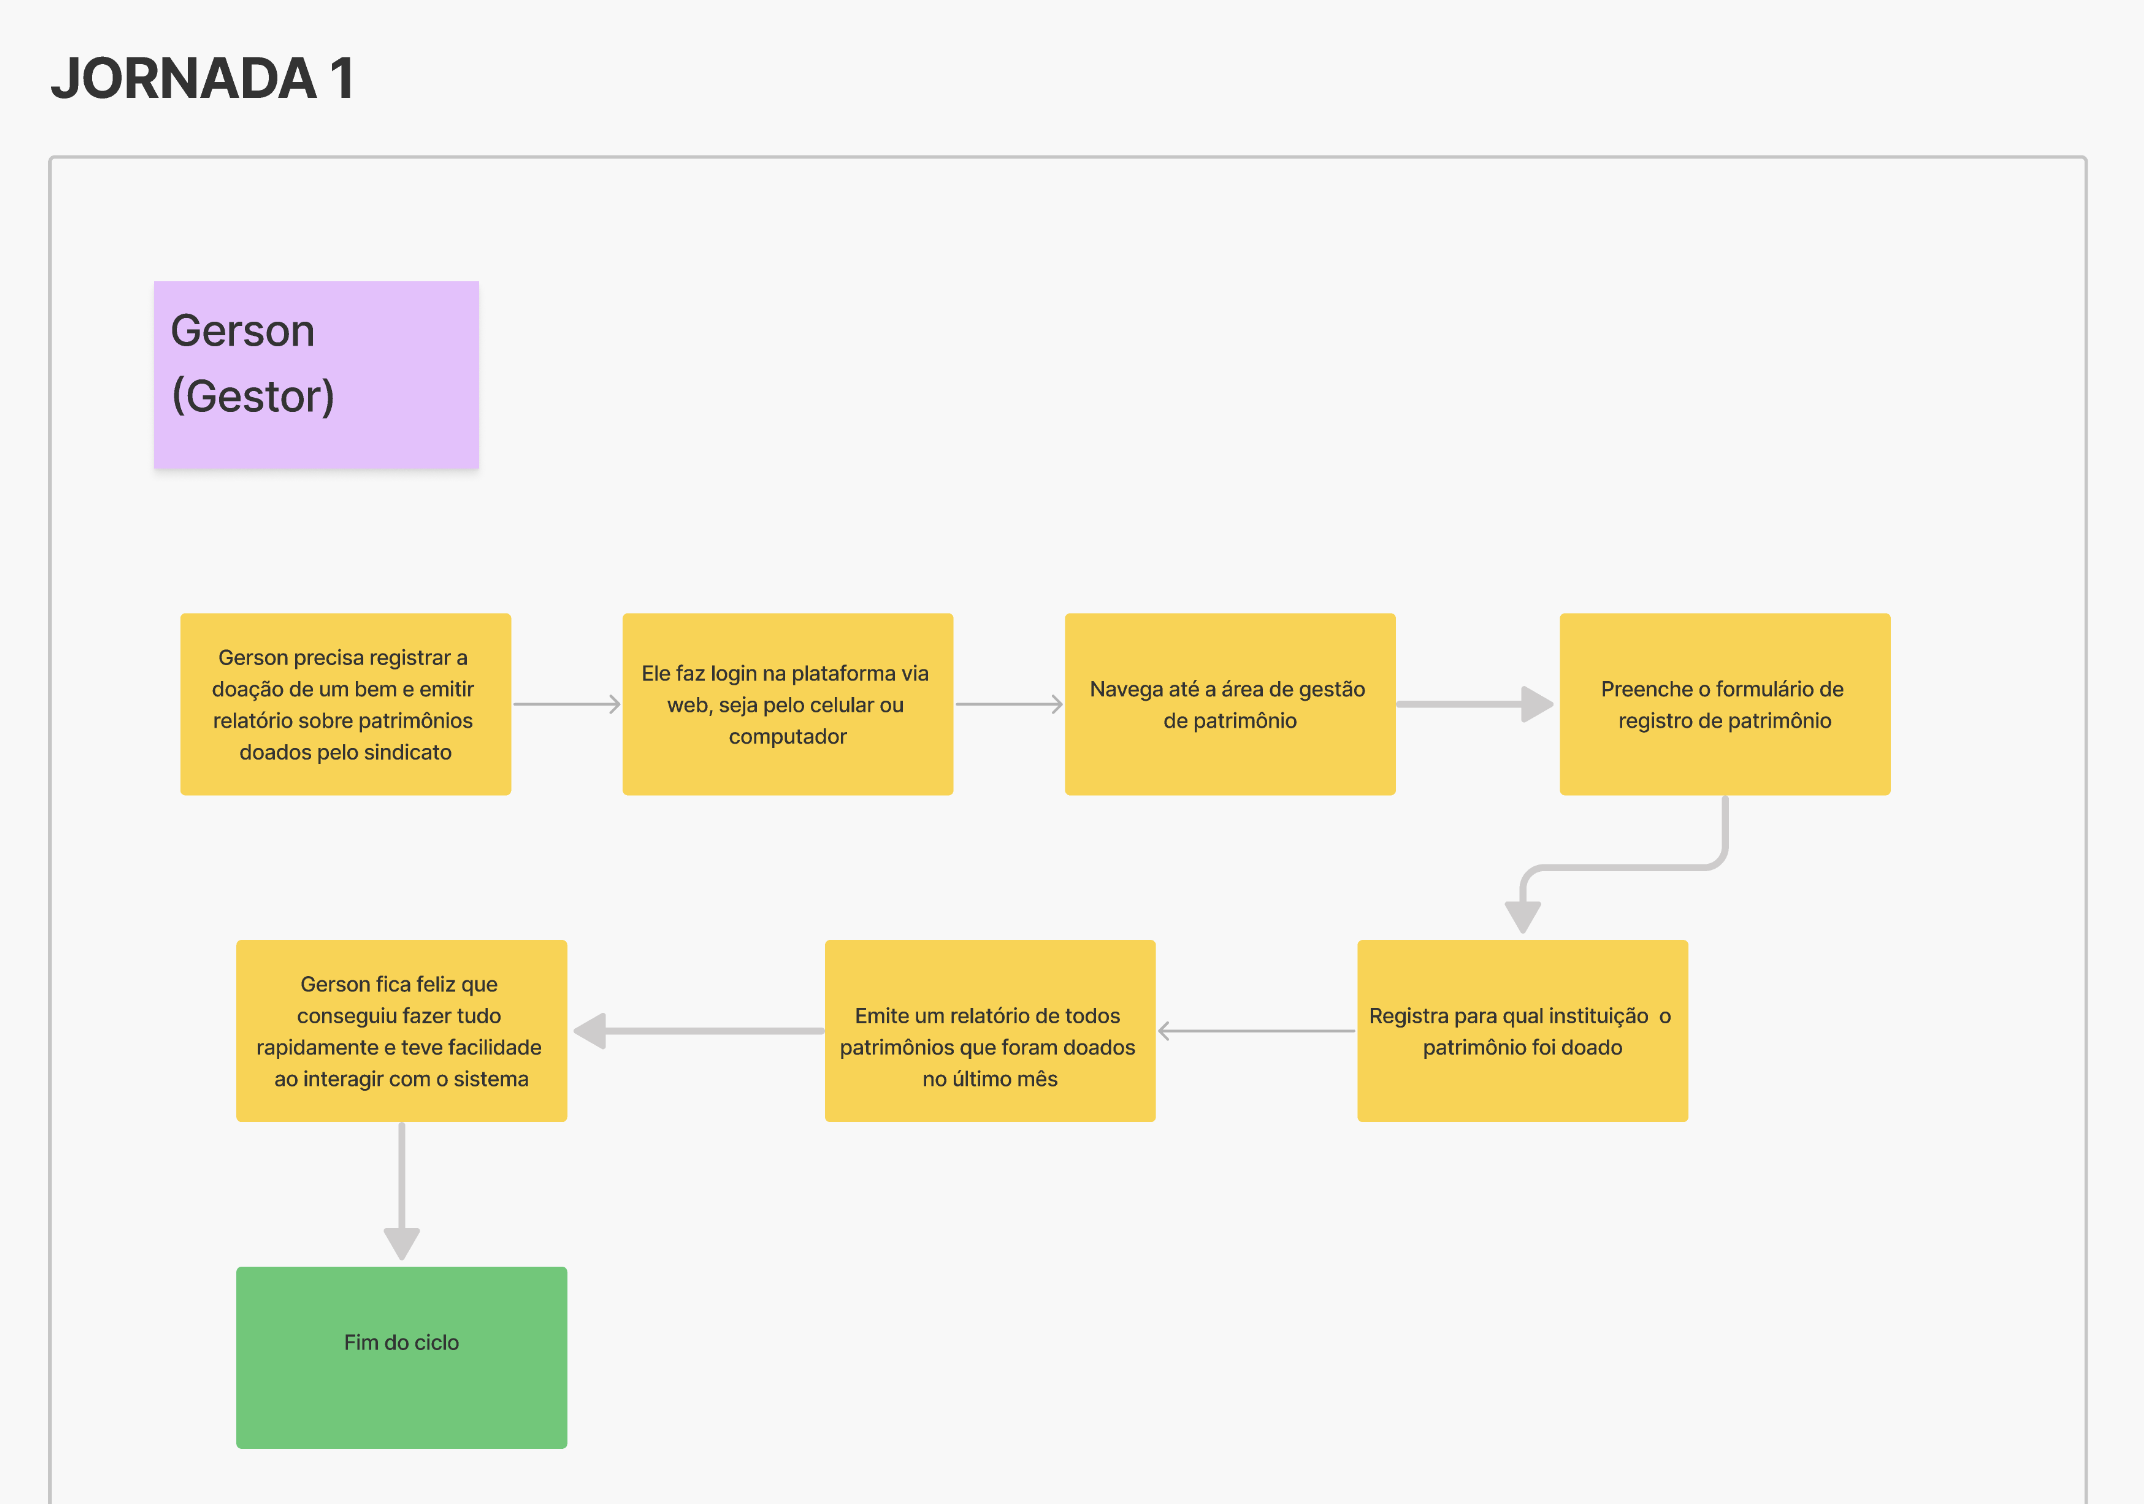 JORNADA 1
Gerson
(Gestor)
Gerson precisa registrar a
doação de um bem e emitir
relatório sobre patrimônios
doados pelo sindicato
Ele faz login na plataforma via
web, seja pelo celular ou
computador
Navega até a área de gestão
de patrimônio
Preenche o formulário de
registro de patrimônio
Registra para qual instituição  o
patrimônio foi doado
Emite um relatório de todos
patrimônios que foram doados
no último mês
Gerson fica feliz que
conseguiu fazer tudo
rapidamente e teve facilidade
ao interagir com o sistema
Fim do ciclo